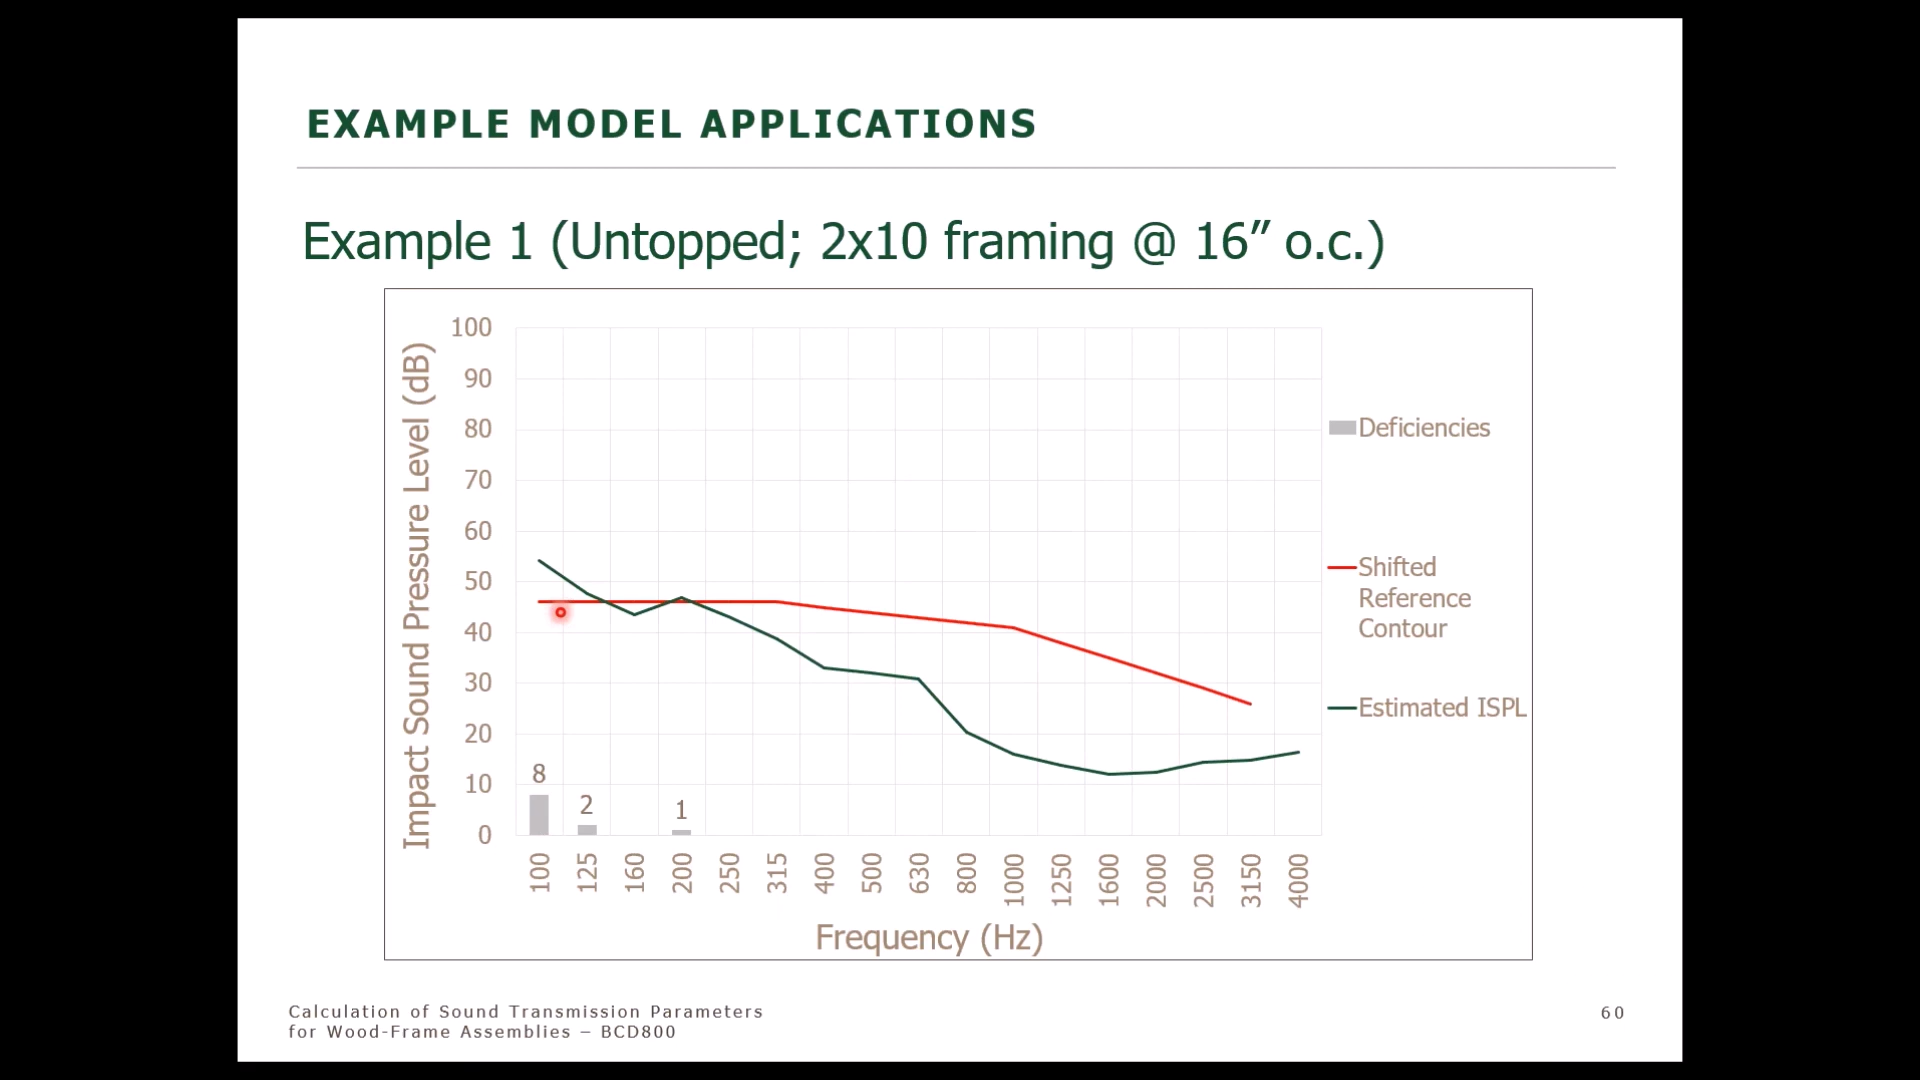 EXAMPLE MODEL APPLICATIONS
Example 1 (Untopped; 2x10 framing @ 16” o.c.)
Impact Sound Pressure Level (dB)
100
90
80
70
60
50
40
30
20
10
0
8
2
1
100
125
160
200
250
315
400
500
630
800
1000
1250
1600
2000
2500
3150
4000
Frequency (Hz)
Deficiencies
Shifted
Reference
Contour
Estimated ISPL
Calculation of Sound Transmission Parameters
for Wood-Frame Assemblies – BCD800
60